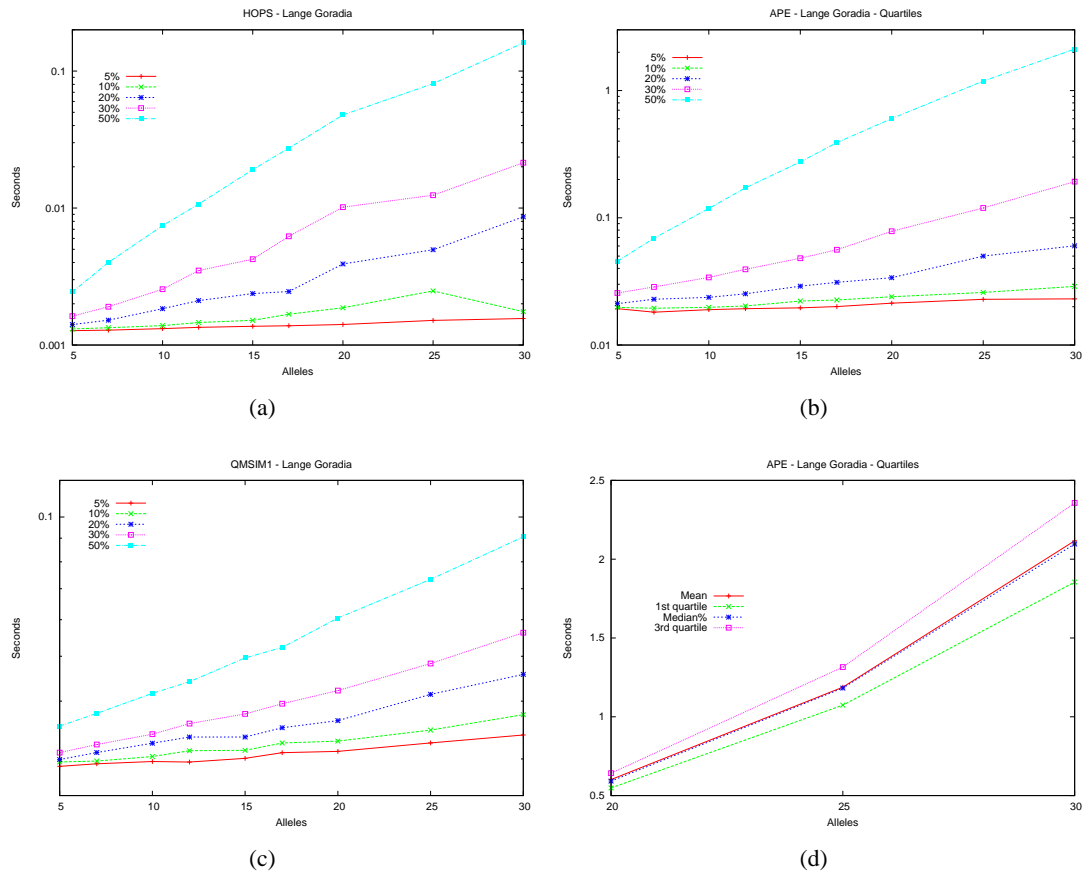 HOPS - Lange Goradia
Seconds
0.1
0.01
0.001
5%
10%
20%
30%
50%
5 10 15 20 25 30
Alleles
(a)
APE - Lange Goradia - Quartiles
Seconds
1
0.1
0.01
5%
10%
20%
30%
50%
5 10 15 20 25 30
Alleles
(b)
QMSIM1 - Lange Goradia
Seconds
0.1
5%
10%
20%
30%
50%
5 10 15 20 25 30
Alleles
(c)
APE - Lange Goradia - Quartiles
Seconds
2.5
2
1.5
1
0.5
Mean
1st quartile
Median%
3rd quartile
20 25 30
Alleles
(d)